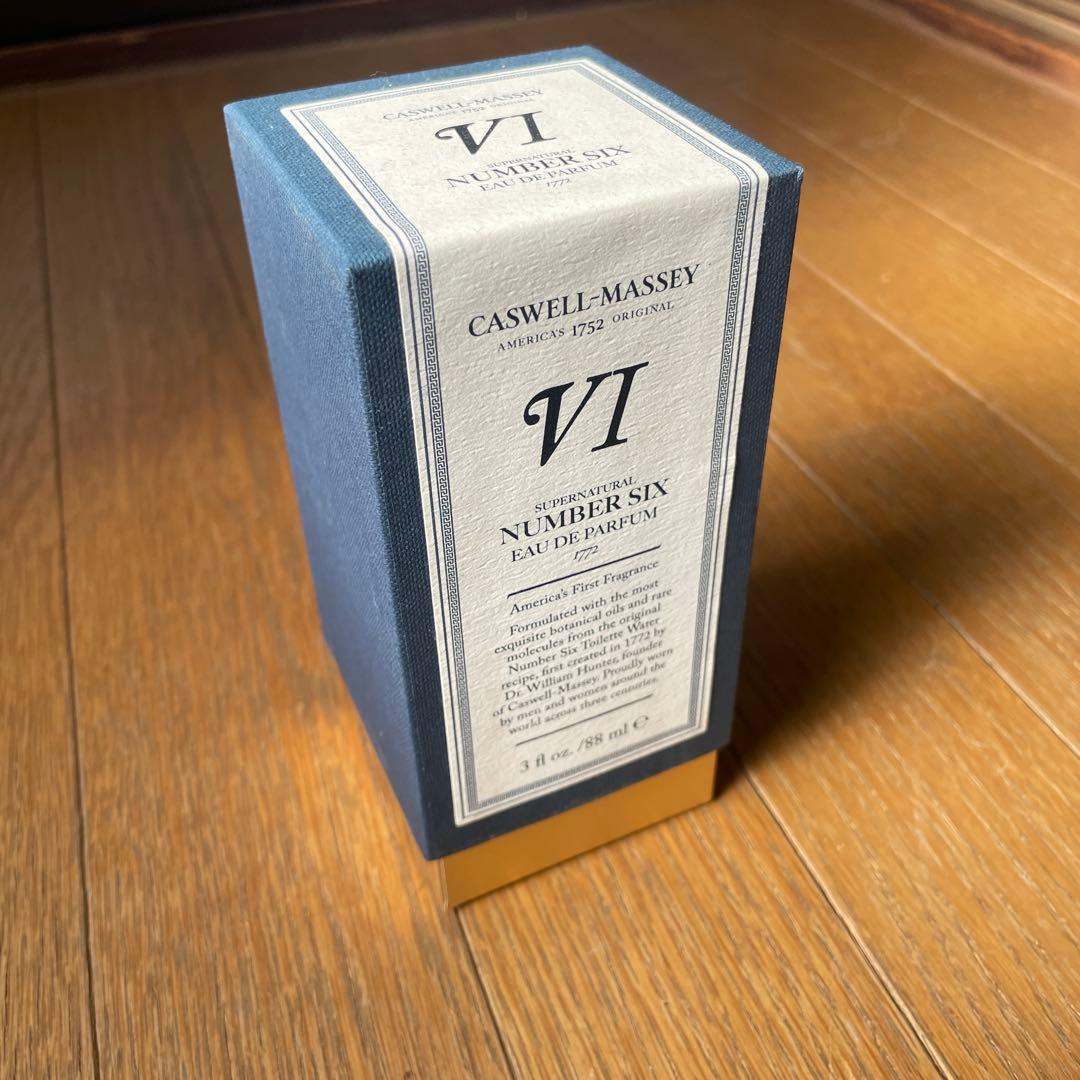 CASWELL-MASSEY
AMERICA'S 1752 ORIGINAL
VI
SUPERNATURAL
NUMBER SIX
EAU DE PARFUM
1772
CASWELL-MASSEY
AMERICA'S 1752 ORIGINAL
VI
SUPERNATURAL
NUMBER SIX
EAU DE PARFUM
1772
America's First Fragrance
Formulated with the most
exquisite botanical oils and rare
molecules from the original
Number Six Toilette Water
recipe, first created in 1772 by
Dr. William Hunter, founder
of Caswell-Massey. Proudly worn
by men and women around the
world across three centuries.
3 fl oz. /88 ml ℮